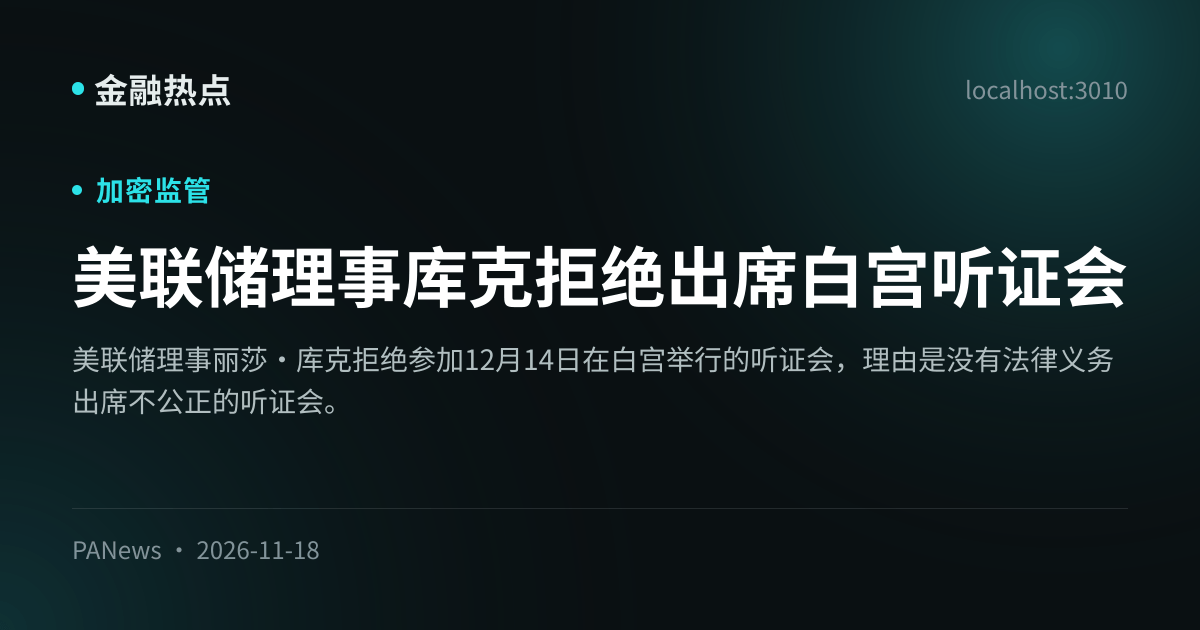 金融热点
localhost:3010
加密监管
美联储理事库克拒绝出席白宫听证会
美联储理事丽莎·库克拒绝参加12月14日在白宫举行的听证会，理由是没有法律义务
出席不公正的听证会。
PANews · 2026-11-18